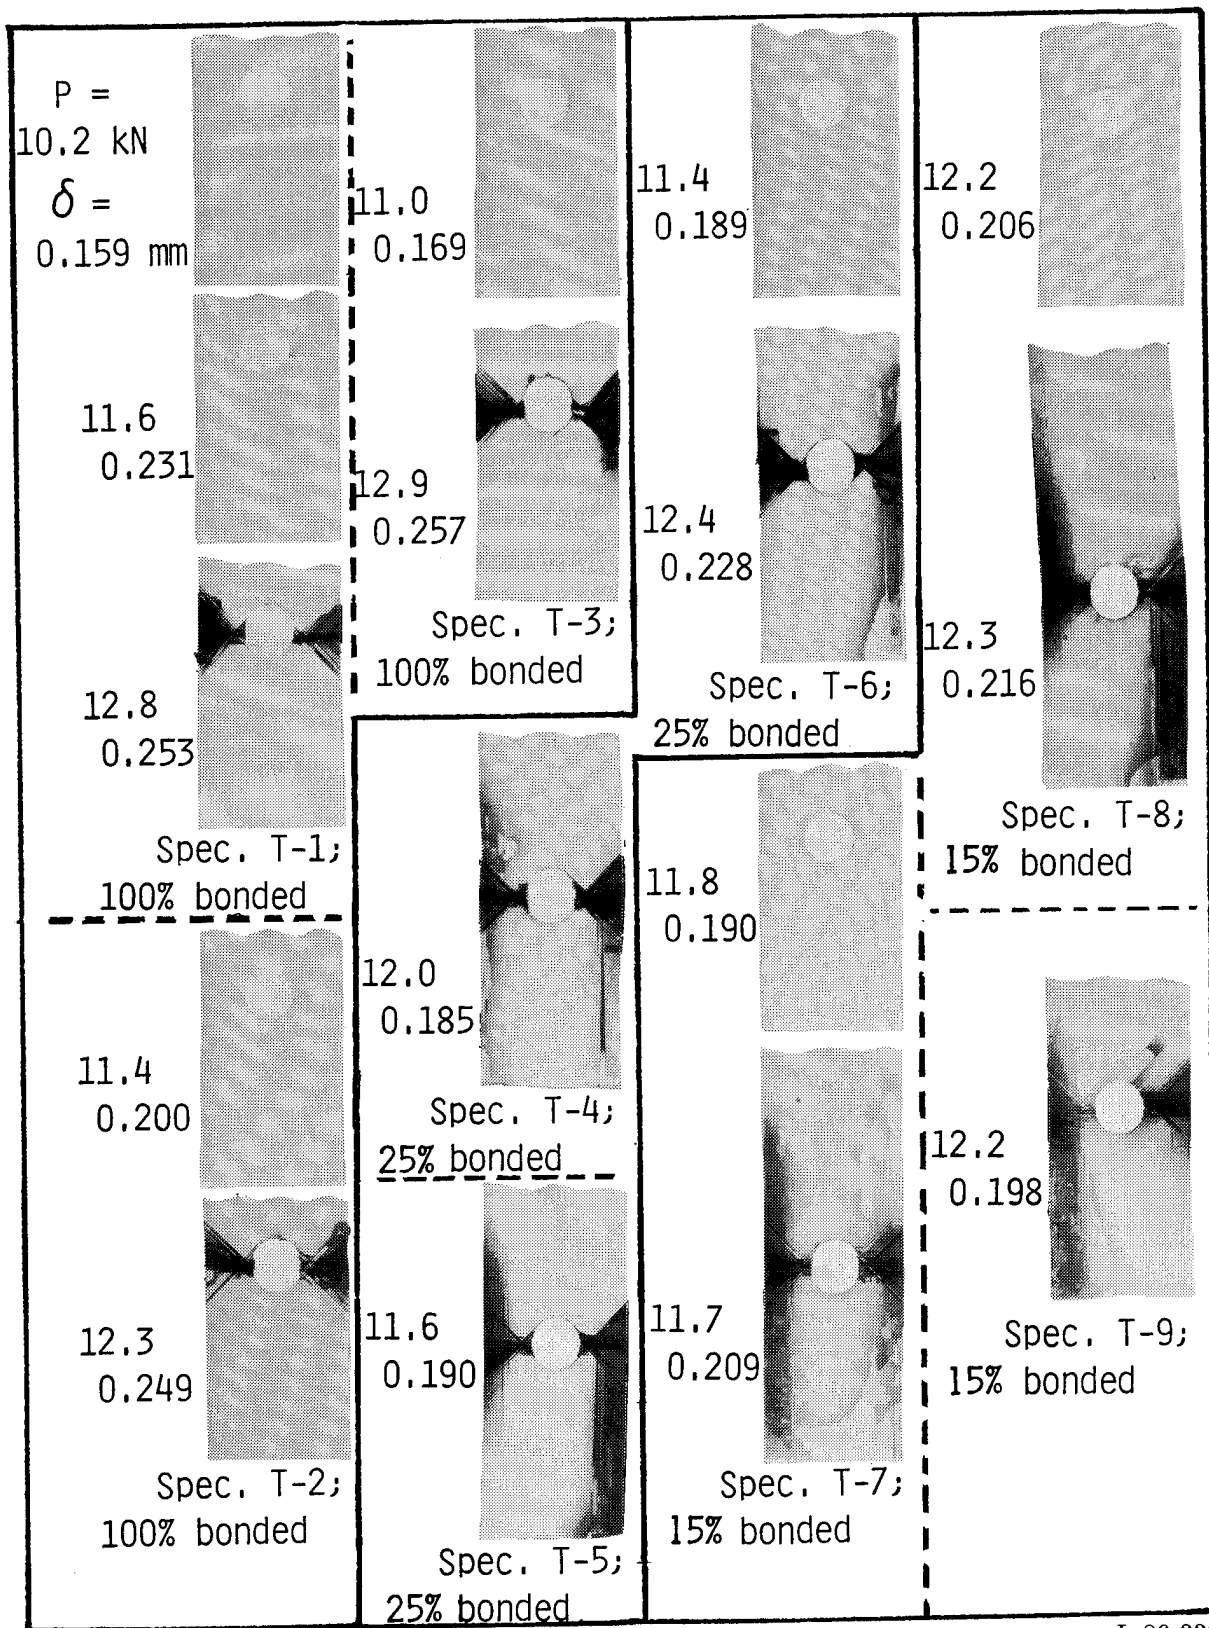 P =
10.2 kN
δ =
0.159 mm
11.6
0.231
12.8
0.253
Spec. T-1;
100% bonded
11.4
0.200
12.3
0.249
Spec. T-2;
100% bonded
11.0
0.169
12.9
0.257
Spec. T-3;
100% bonded
12.0
0.185
Spec. T-4;
25% bonded
11.6
0.190
Spec. T-5;
25% bonded
11.4
0.189
12.4
0.228
Spec. T-6;
25% bonded
11.8
0.190
11.7
0.209
Spec. T-7;
15% bonded
12.2
0.206
12.3
0.216
Spec. T-8;
15% bonded
12.2
0.198
Spec. T-9;
15% bonded